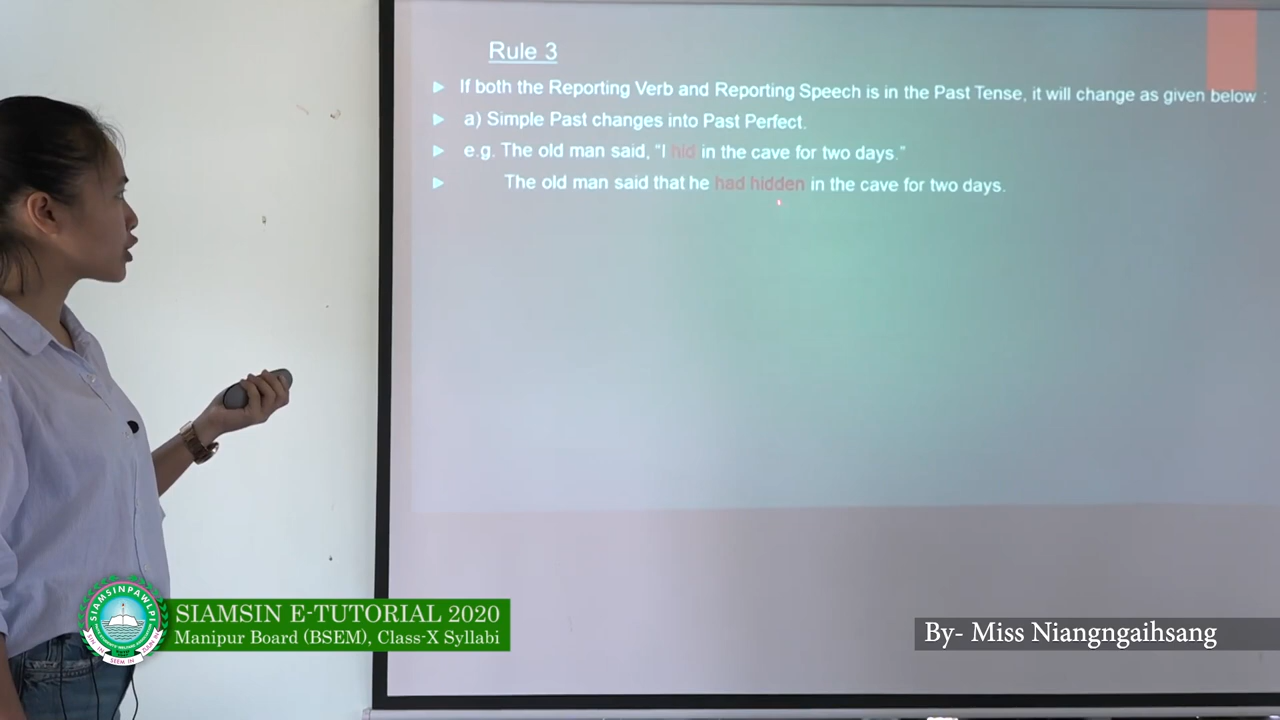 Rule 3
If both the Reporting Verb and Reporting Speech is in the Past Tense, it will change as given below :
a) Simple Past changes into Past Perfect.
e.g. The old man said, “I hid in the cave for two days.”
The old man said that he had hidden in the cave for two days.
SIAMSINPAWLPI
SIAMSIN E-TUTORIAL 2020
Manipur Board (BSEM), Class-X Syllabi
By- Miss Niangngaihsang